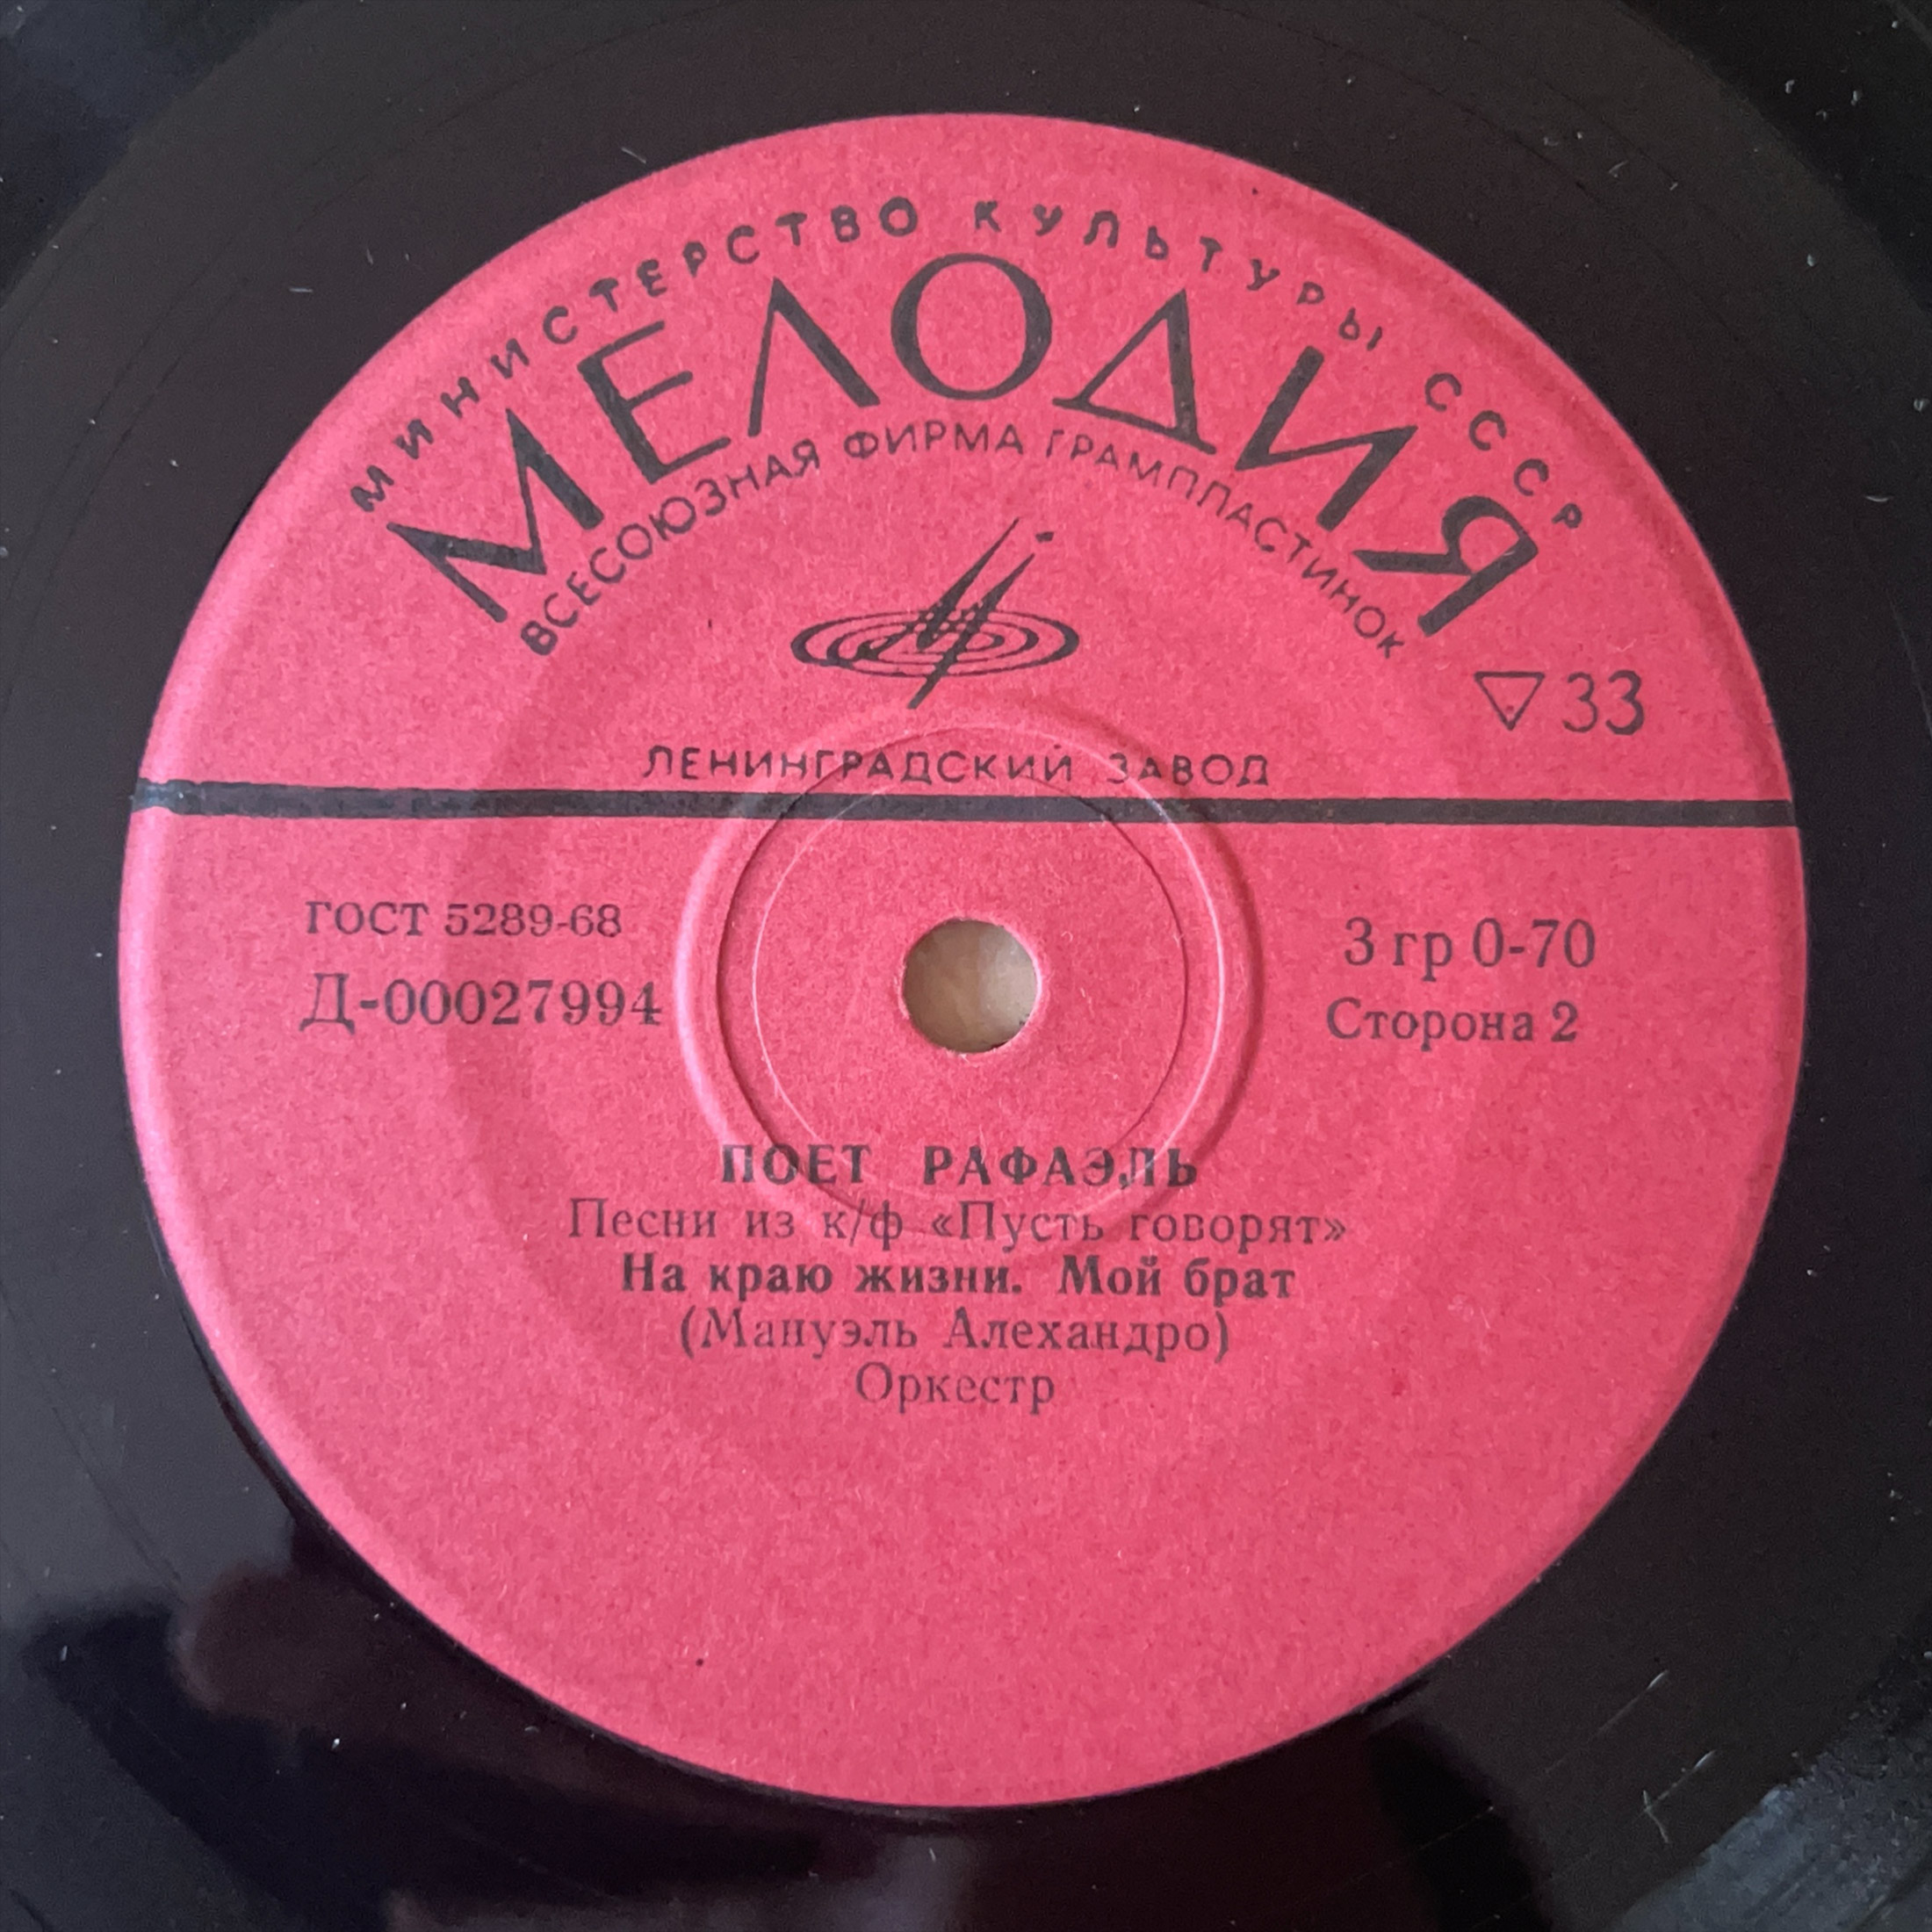 МИНИСТЕРСТВО КУЛЬТУРЫ СССР
МЕЛОДИЯ
ВСЕСОЮЗНАЯ ФИРМА ГРАМПЛАСТИНОК
33
ЛЕНИНГРАДСКИЙ ЗАВОД
ГОСТ 5289-68
Д-00027994
3 гр 0-70
Сторона 2
ПОЕТ РАФАЭЛЬ
Песни из к/ф «Пусть говорят»
На краю жизни. Мой брат
(Мануэль Алехандро)
Оркестр